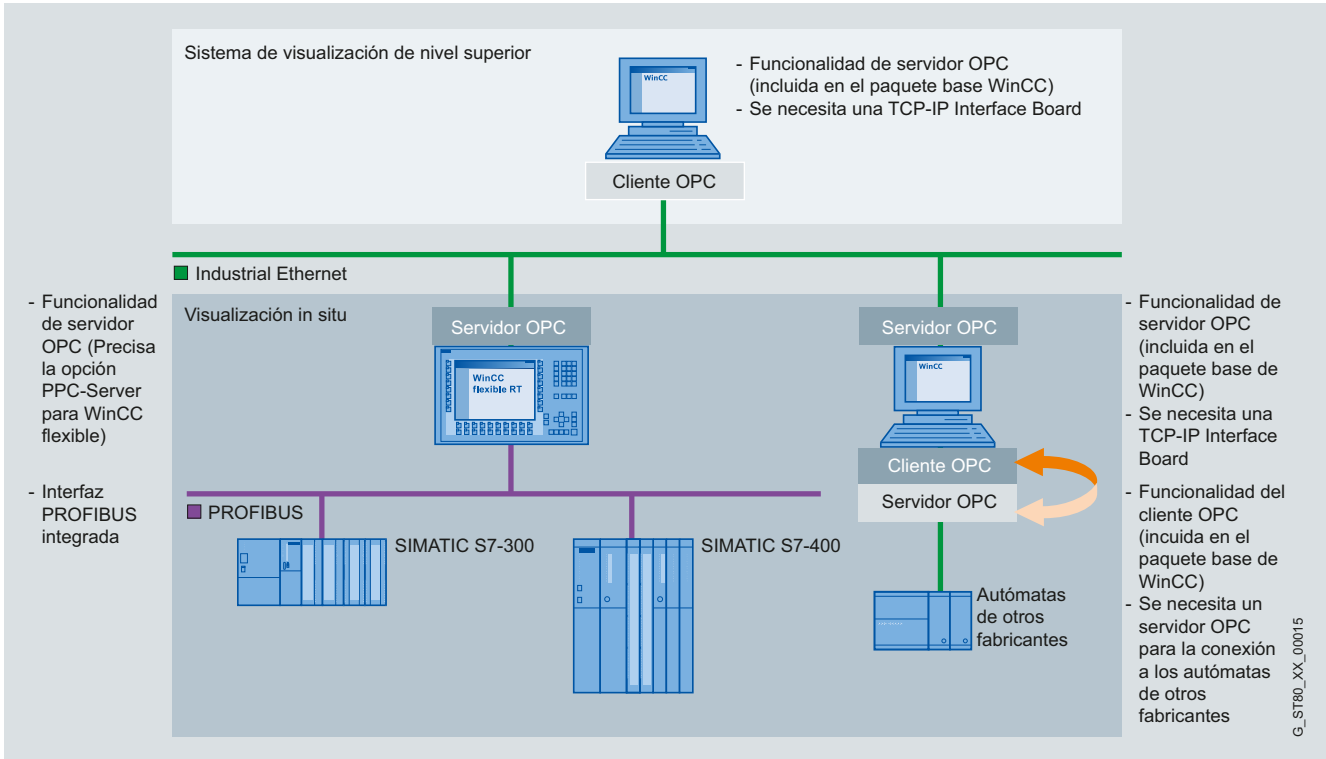 Sistema de visualización de nivel superior
WinCC
- Funcionalidad de servidor OPC
(incluida en el paquete base WinCC)
- Se necesita una TCP-IP Interface Board
Cliente OPC
Industrial Ethernet
- Funcionalidad
de servidor
OPC (Precisa
la opción
PPC-Server
para WinCC
flexible)
- Interfaz
PROFIBUS
integrada
Visualización in situ
Servidor OPC
WinCC
flexible RT
PROFIBUS
SIMATIC S7-300
SIMATIC S7-400
Servidor OPC
WinCC
Cliente OPC
Servidor OPC
Autómatas
de otros
fabricantes
- Funcionalidad de
servidor OPC
(incluida en el
paquete base de
WinCC)
- Se necesita una
TCP-IP Interface
Board
- Funcionalidad del
cliente OPC
(incuida en el
paquete base de
WinCC)
- Se necesita un
servidor OPC
para la conexión
a los autómatas
de otros
fabricantes
G_ST80_XX_00015